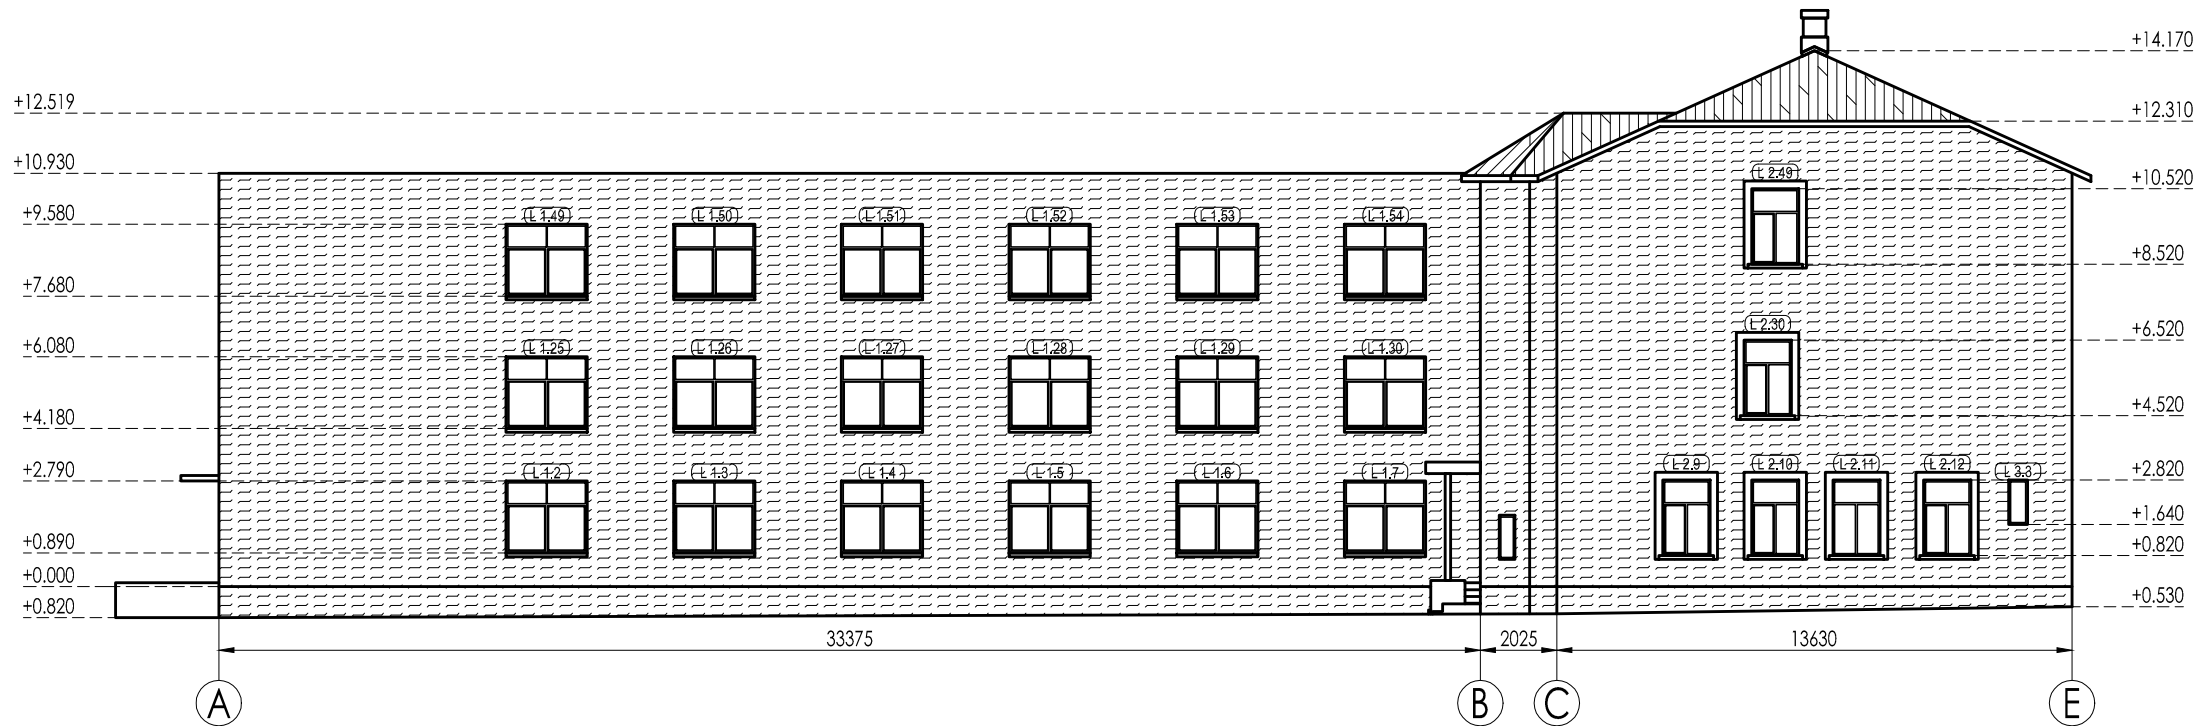 +14.170
+12.519
+12.310
+10.930
L 2.49
+10.520
+9.580
L 1.49
L 1.50
L 1.51
L 1.52
L 1.53
L 1.54
+8.520
+7.680
L 2.30
+6.520
+6.080
L 1.25
L 1.26
L 1.27
L 1.28
L 1.29
L 1.30
+4.520
+4.180
+2.790
L 1.2
L 1.3
L 1.4
L 1.5
L 1.6
L 1.7
L 2.9
L 2.10
L 2.11
L 2.12
L 3.3
+2.820
+1.640
+0.890
+0.820
+0.000
+0.820
+0.530
33375
2025
13630
A
B
C
E